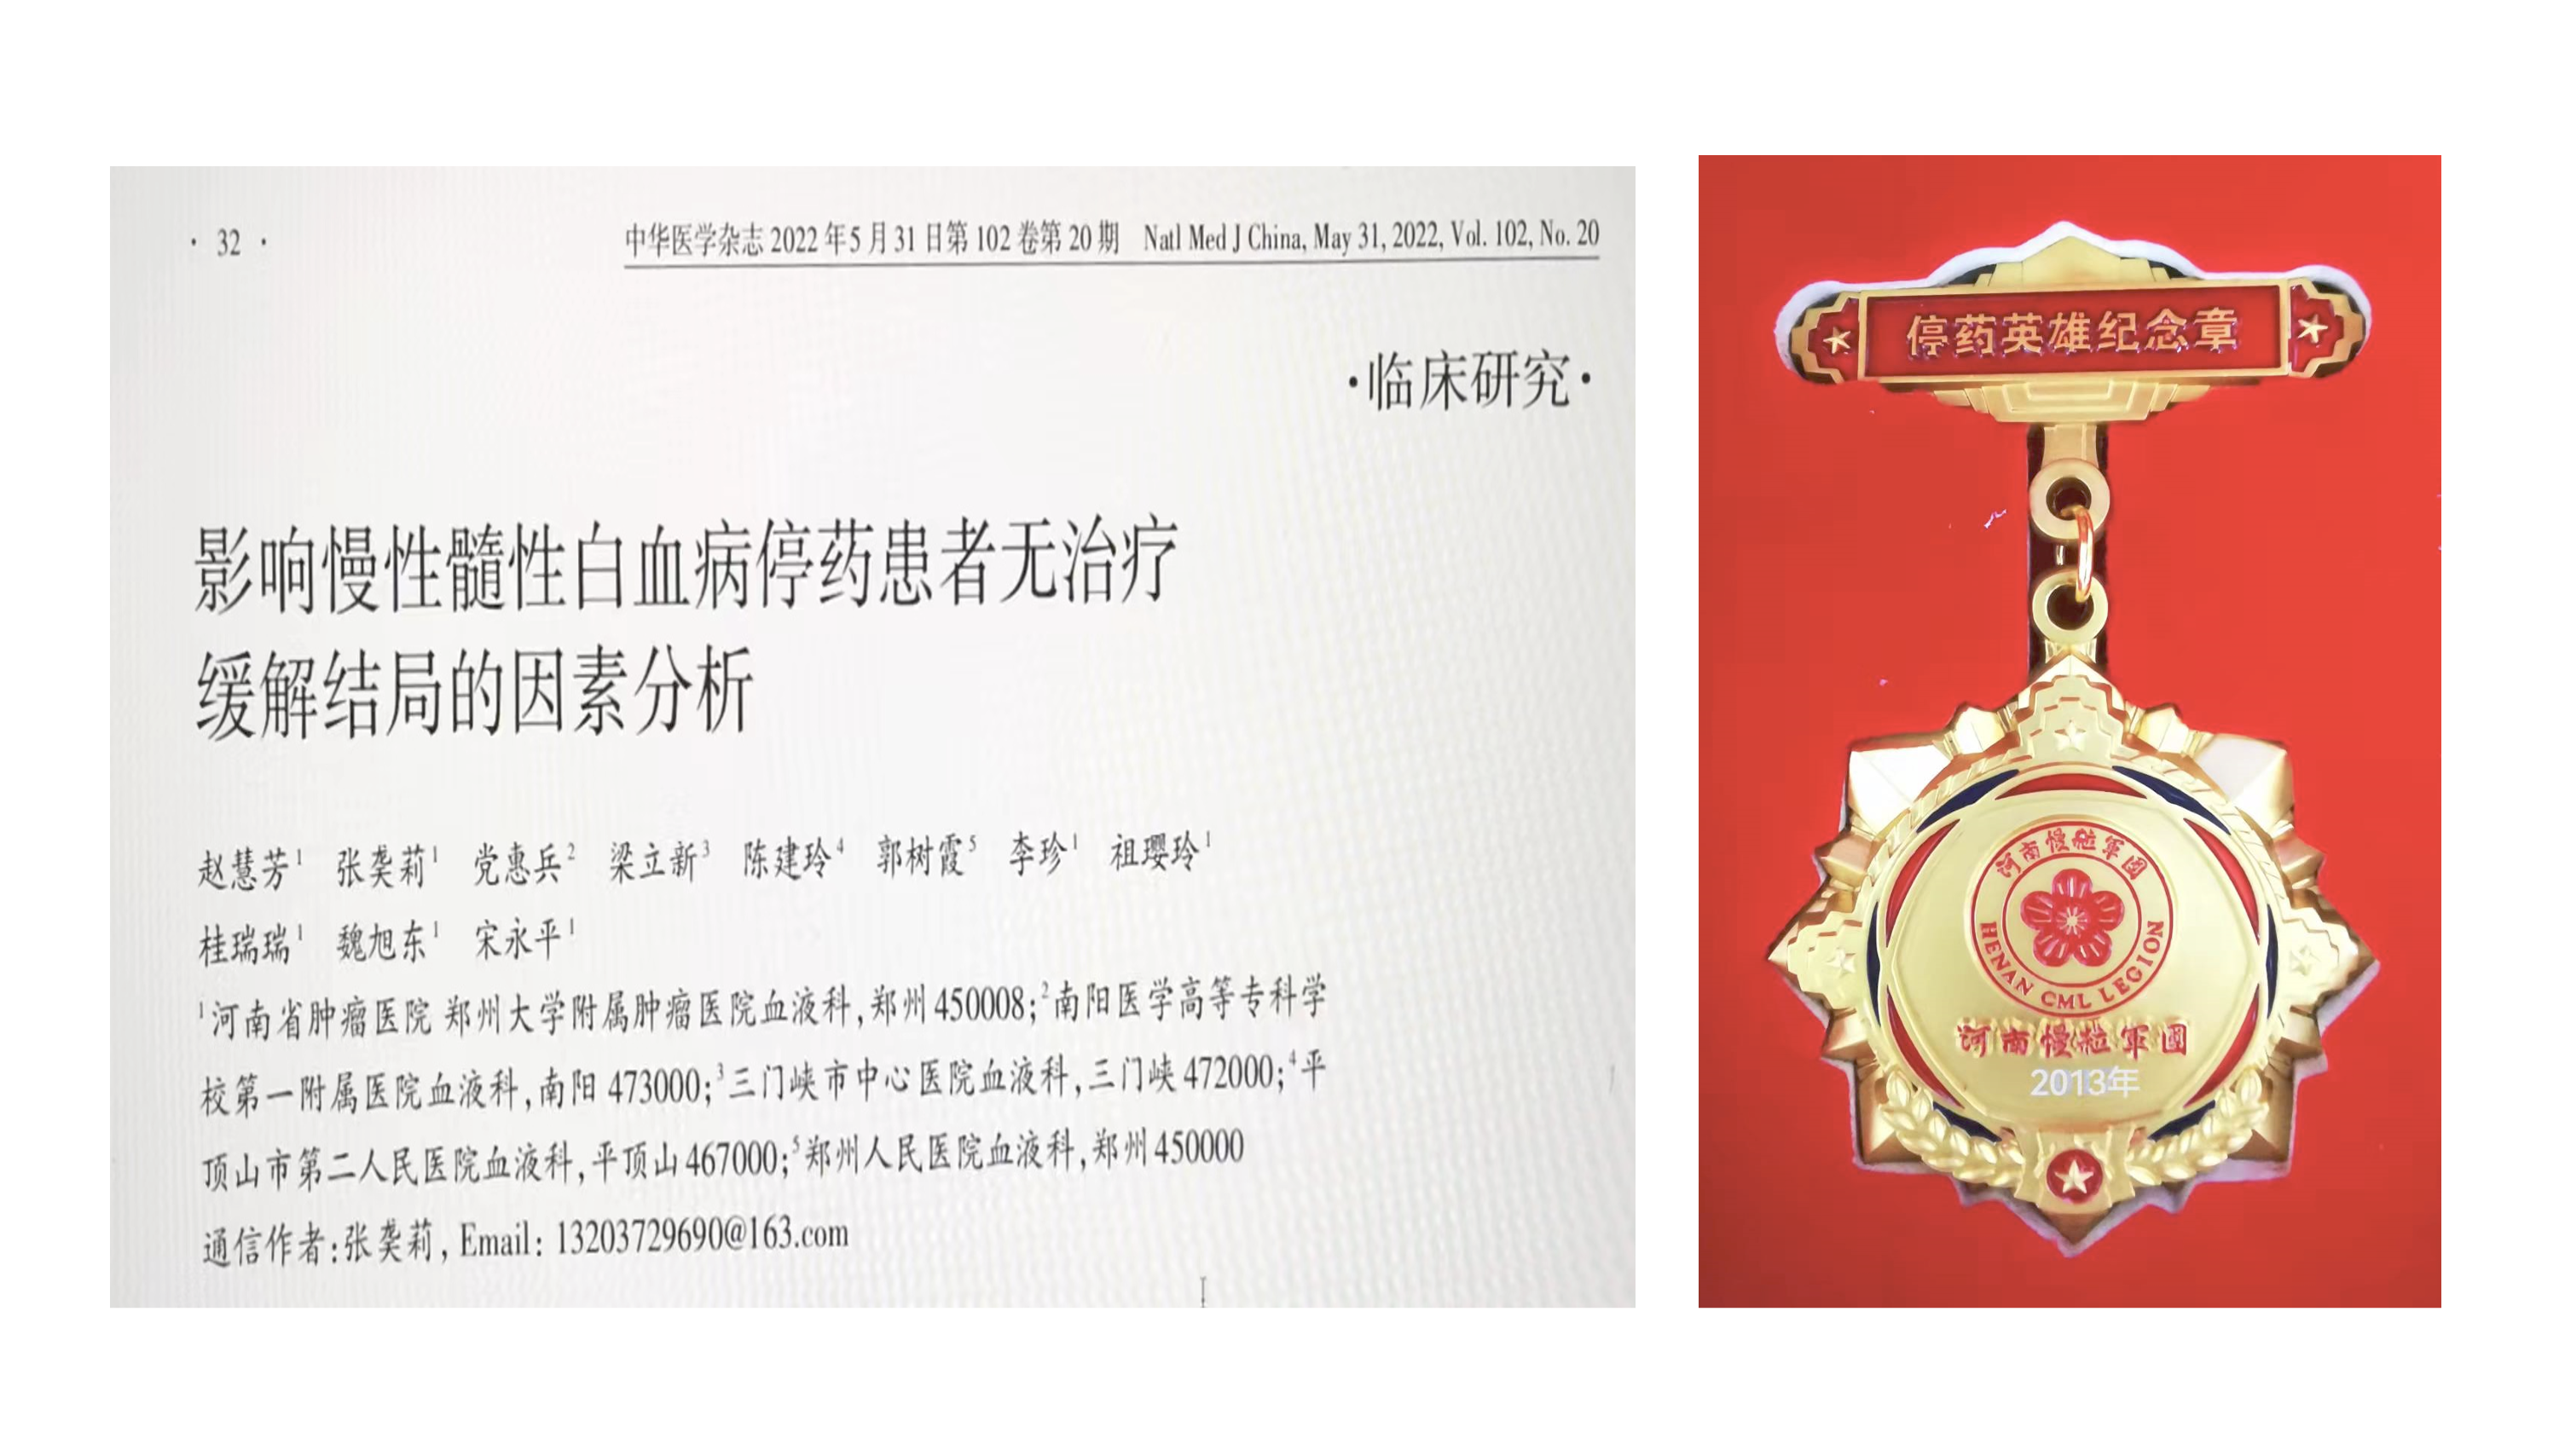 · 32 ·
中华医学杂志 2022 年 5 月 31 日第 102 卷第 20 期 Natl Med J China, May 31, 2022, Vol. 102, No. 20
·临床研究·
影响慢性髓性白血病停药患者无治疗
缓解结局的因素分析
赵慧芳1 张龑莉1 党惠兵2 梁立新3 陈建玲4 郭树霞5 李珍1 祖璎玲1
桂瑞瑞1 魏旭东1 宋永平1
1河南省肿瘤医院 郑州大学附属肿瘤医院血液科,郑州 450008;2南阳医学高等专科学
校第一附属医院血液科,南阳 473000;3三门峡市中心医院血液科,三门峡 472000;4平
顶山市第二人民医院血液科,平顶山 467000;5郑州人民医院血液科,郑州 450000
通信作者:张龑莉, Email: 13203729690@163.com
停药英雄纪念章
河南慢粒軍團
HENAN CML LEGION
河南慢粒軍團
2013年